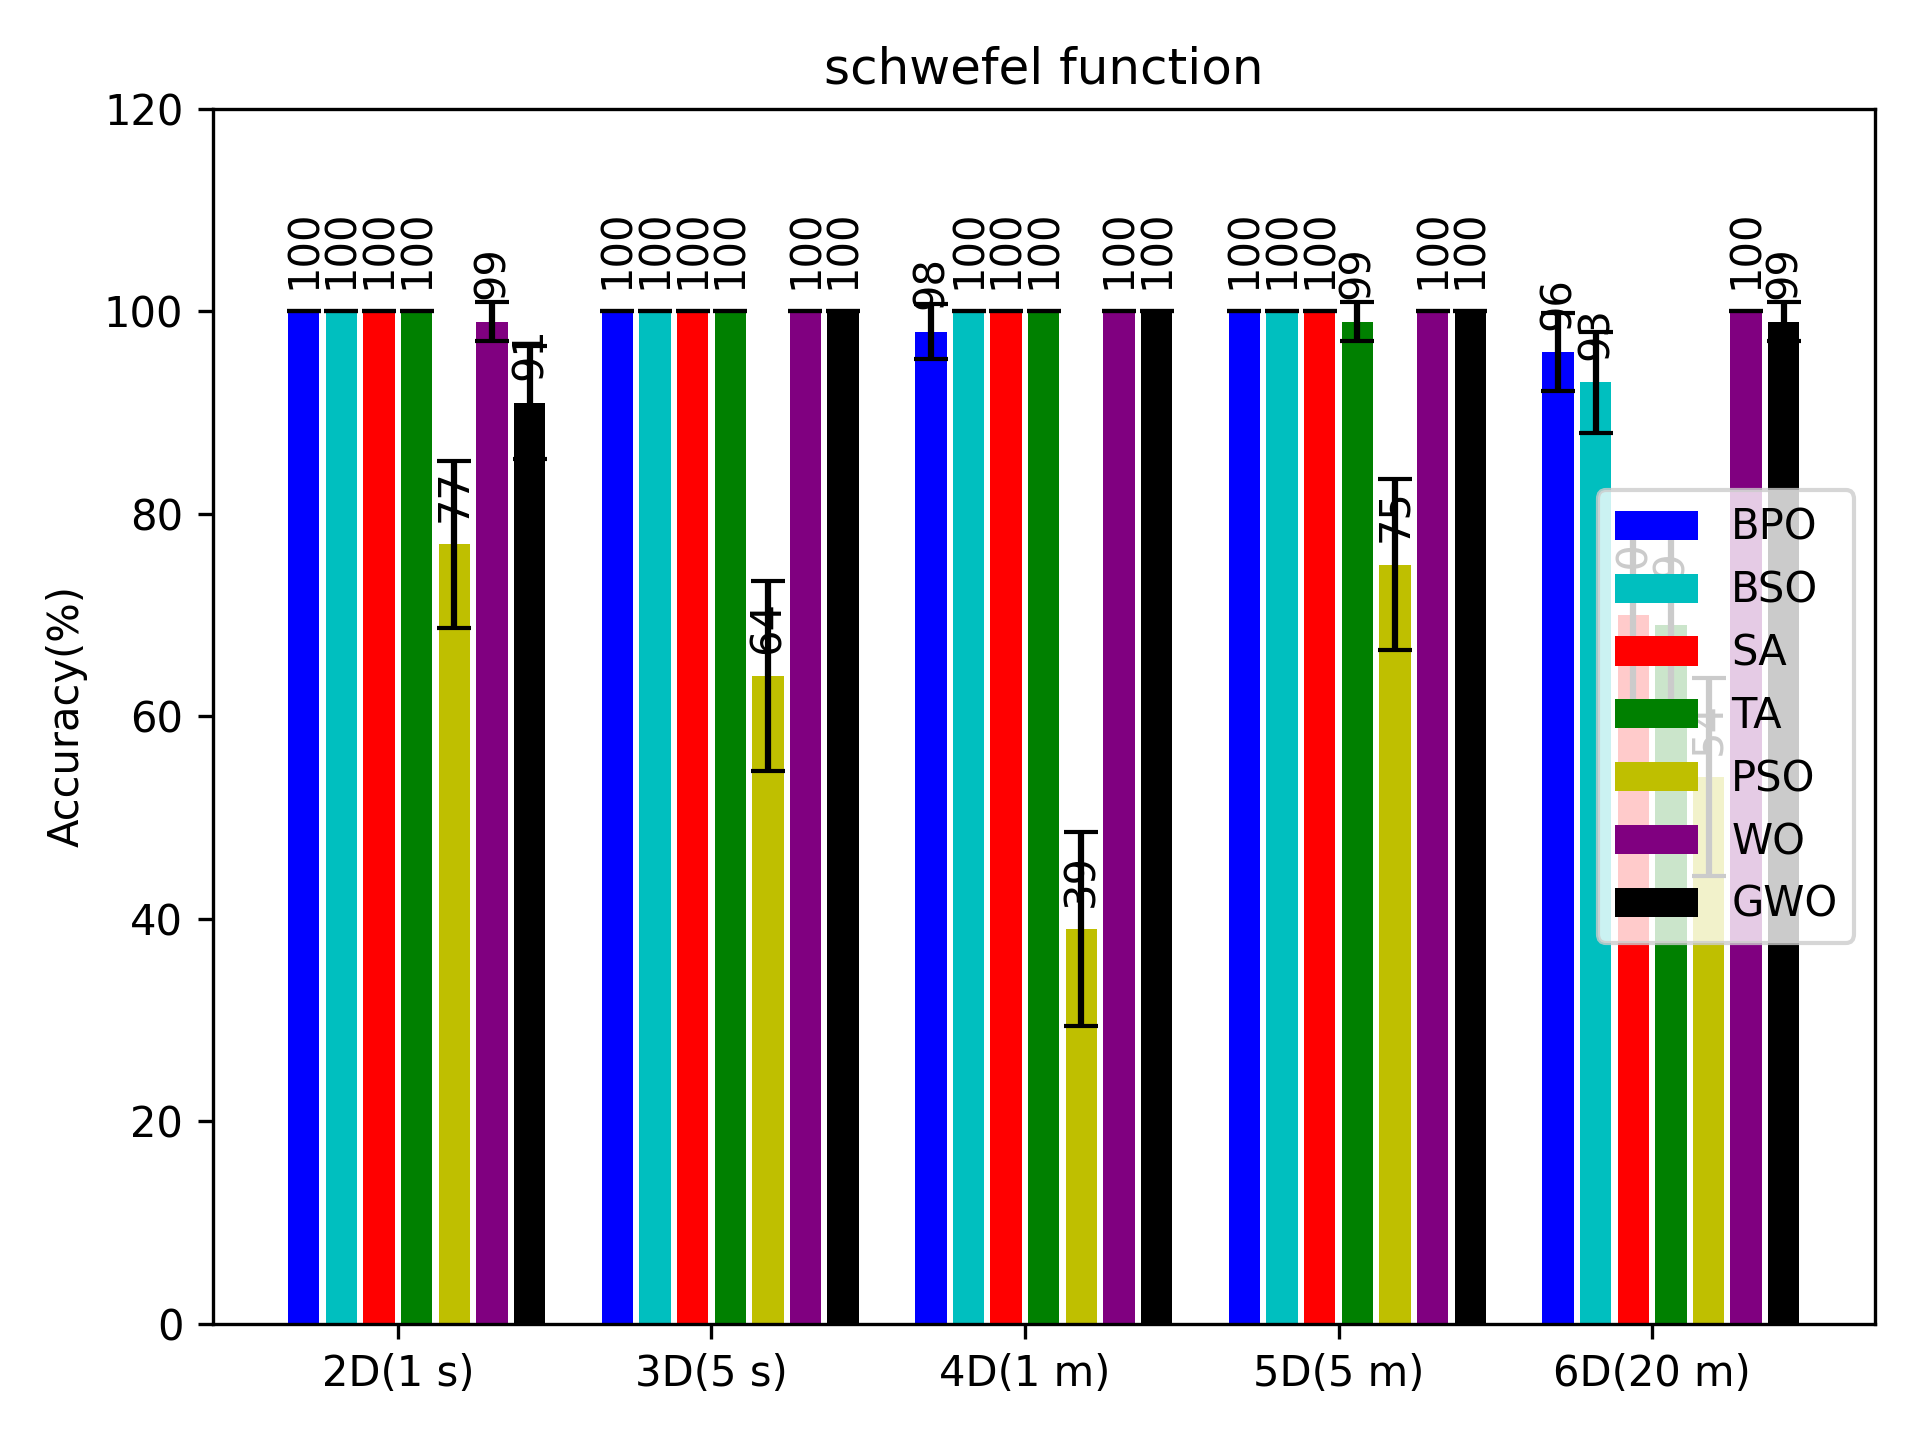 schwefel function
Accuracy(%)
120
100
80
60
40
20
0
100 100 100 100 77 99 91
100 100 100 100 64 100 100
98 100 100 100 39 100 100
100 100 100 99 75 100 100
96 93 54 100 99
BPO
BSO
SA
TA
PSO
WO
GWO
2D(1 s) 3D(5 s) 4D(1 m) 5D(5 m) 6D(20 m)